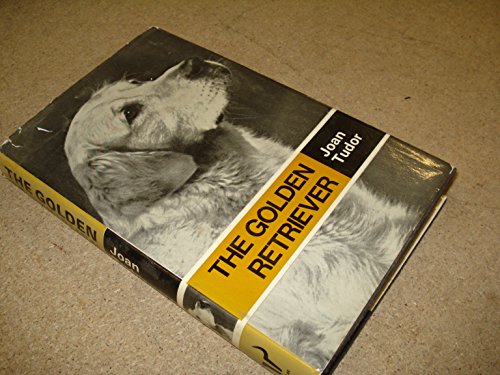 THE GOLDEN
RETRIEVER
Joan
Tudor
THE GOLDEN
Joan